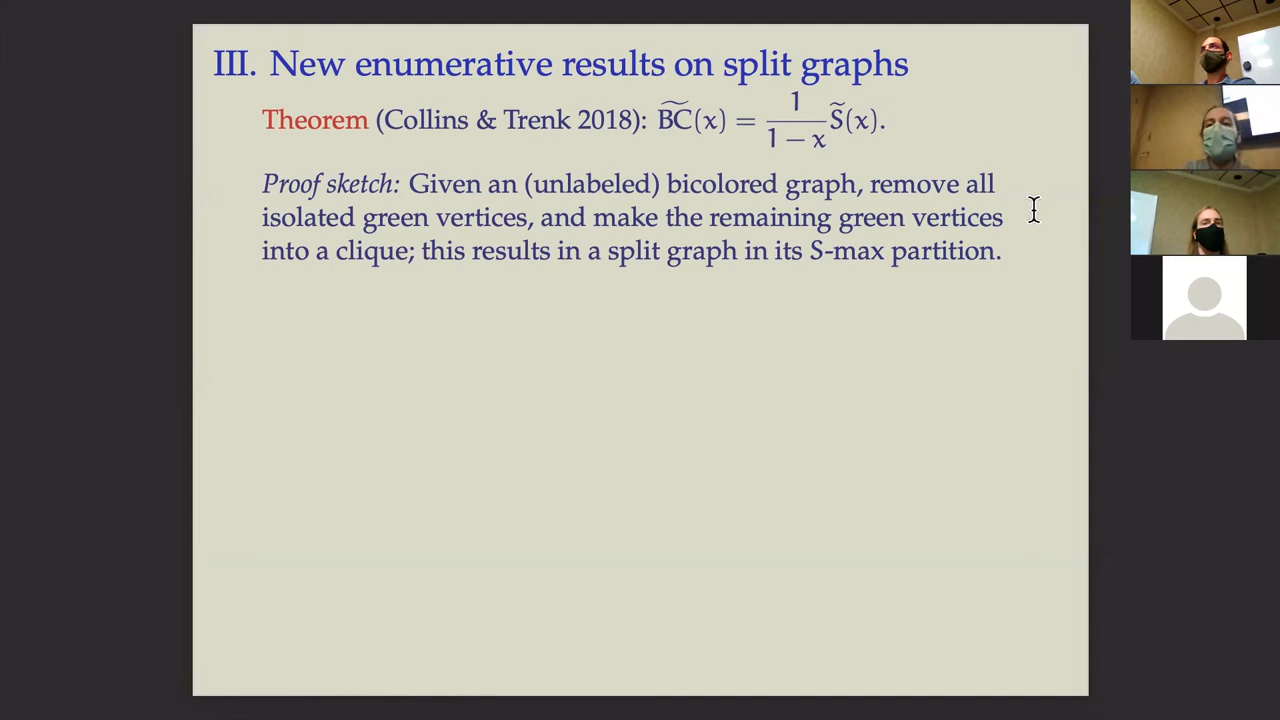 III. New enumerative results on split graphs
Theorem (Collins & Trenk 2018): B̃C̃(x) = 1/(1 − x) S̃(x).
Proof sketch: Given an (unlabeled) bicolored graph, remove all
isolated green vertices, and make the remaining green vertices
into a clique; this results in a split graph in its S-max partition.